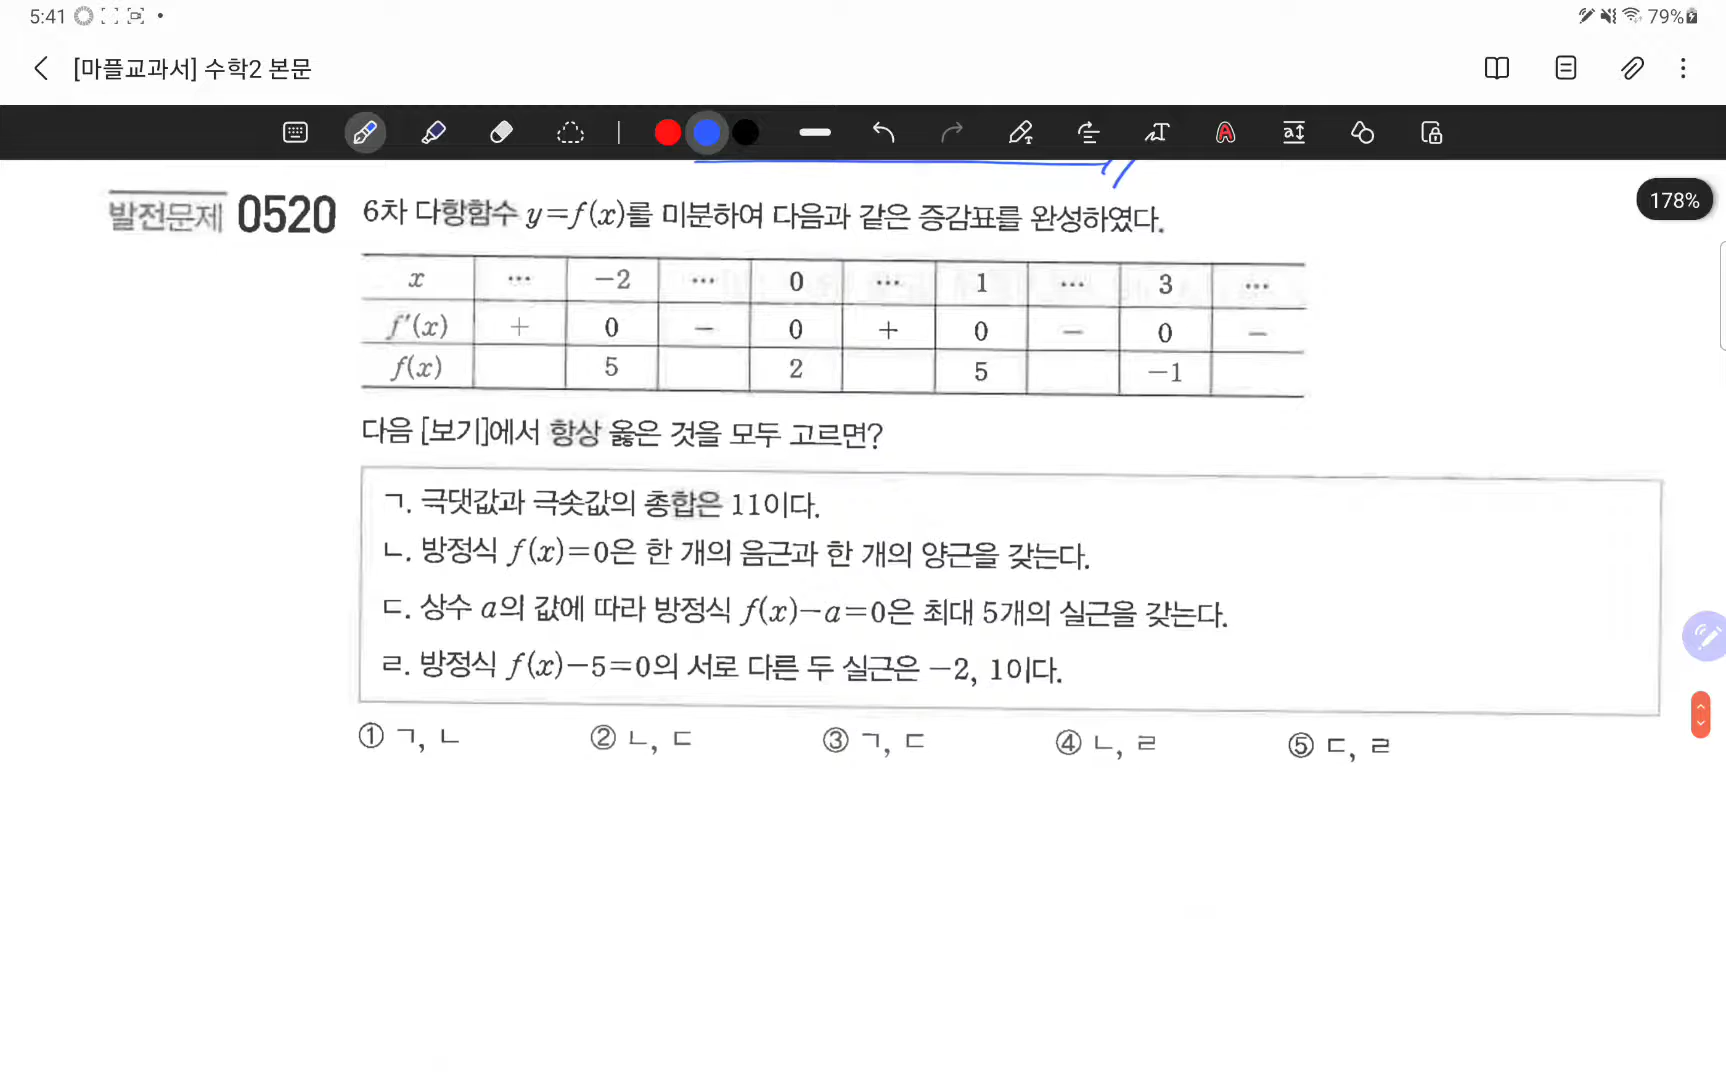 5:41
79%
[마플교과서] 수학2 본문
178%
발전문제 0520 6차 다항함수 y=f(x)를 미분하여 다음과 같은 증감표를 완성하였다.
x ⋯ −2 ⋯ 0 ⋯ 1 ⋯ 3 ⋯
f′(x) + 0 − 0 + 0 − 0 −
f(x) 5 2 5 −1
다음 [보기]에서 항상 옳은 것을 모두 고르면?
ㄱ. 극댓값과 극솟값의 총합은 11이다.
ㄴ. 방정식 f(x)=0은 한 개의 음근과 한 개의 양근을 갖는다.
ㄷ. 상수 a의 값에 따라 방정식 f(x)−a=0은 최대 5개의 실근을 갖는다.
ㄹ. 방정식 f(x)−5=0의 서로 다른 두 실근은 −2, 1이다.
① ㄱ, ㄴ ② ㄴ, ㄷ ③ ㄱ, ㄷ ④ ㄴ, ㄹ ⑤ ㄷ, ㄹ